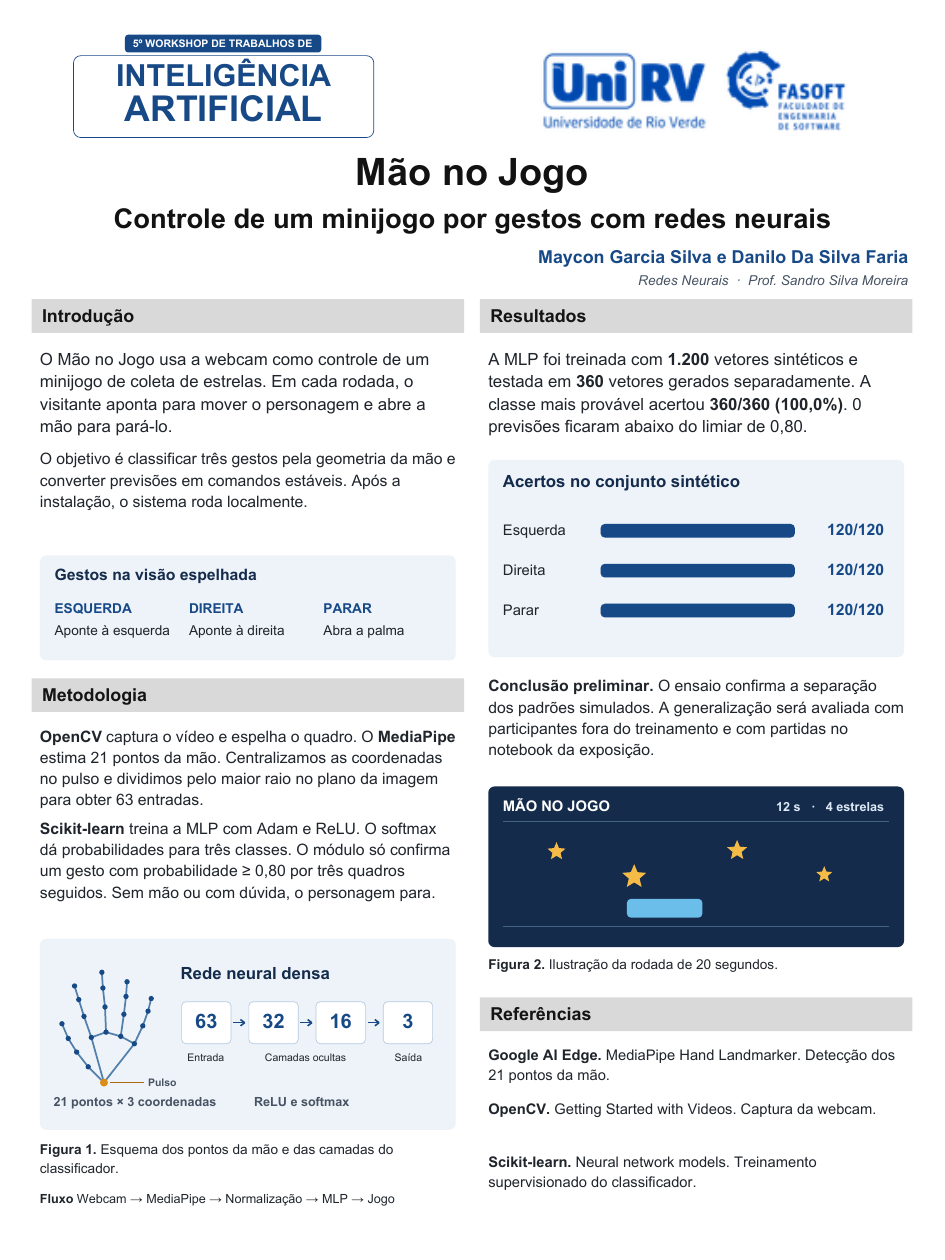 5º WORKSHOP DE TRABALHOS DE
INTELIGÊNCIA
ARTIFICIAL
UniRV
Universidade de Rio Verde
</>
FASOFT
FACULDADE DE
ENGENHARIA
DE SOFTWARE
Mão no Jogo
Controle de um minijogo por gestos com redes neurais
Maycon Garcia Silva e Danilo Da Silva Faria
Redes Neurais · Prof. Sandro Silva Moreira
Introdução
O Mão no Jogo usa a webcam como controle de um
minijogo de coleta de estrelas. Em cada rodada, o
visitante aponta para mover o personagem e abre a
mão para pará-lo.
O objetivo é classificar três gestos pela geometria da mão e
converter previsões em comandos estáveis. Após a
instalação, o sistema roda localmente.
Gestos na visão espelhada
ESQUERDA DIREITA PARAR
Aponte à esquerda Aponte à direita Abra a palma
Metodologia
OpenCV captura o vídeo e espelha o quadro. O MediaPipe
estima 21 pontos da mão. Centralizamos as coordenadas
no pulso e dividimos pelo maior raio no plano da imagem
para obter 63 entradas.
Scikit-learn treina a MLP com Adam e ReLU. O softmax
dá probabilidades para três classes. O módulo só confirma
um gesto com probabilidade ≥ 0,80 por três quadros
seguidos. Sem mão ou com dúvida, o personagem para.
Rede neural densa
63 → 32 → 16 → 3
Entrada Camadas ocultas Saída
Pulso
21 pontos × 3 coordenadas ReLU e softmax
Figura 1. Esquema dos pontos da mão e das camadas do
classificador.
Fluxo Webcam → MediaPipe → Normalização → MLP → Jogo
Resultados
A MLP foi treinada com 1.200 vetores sintéticos e
testada em 360 vetores gerados separadamente. A
classe mais provável acertou 360/360 (100,0%). 0
previsões ficaram abaixo do limiar de 0,80.
Acertos no conjunto sintético
Esquerda 120/120
Direita 120/120
Parar 120/120
Conclusão preliminar. O ensaio confirma a separação
dos padrões simulados. A generalização será avaliada com
participantes fora do treinamento e com partidas no
notebook da exposição.
MÃO NO JOGO 12 s · 4 estrelas
Figura 2. Ilustração da rodada de 20 segundos.
Referências
Google AI Edge. MediaPipe Hand Landmarker. Detecção dos
21 pontos da mão.
OpenCV. Getting Started with Videos. Captura da webcam.
Scikit-learn. Neural network models. Treinamento
supervisionado do classificador.